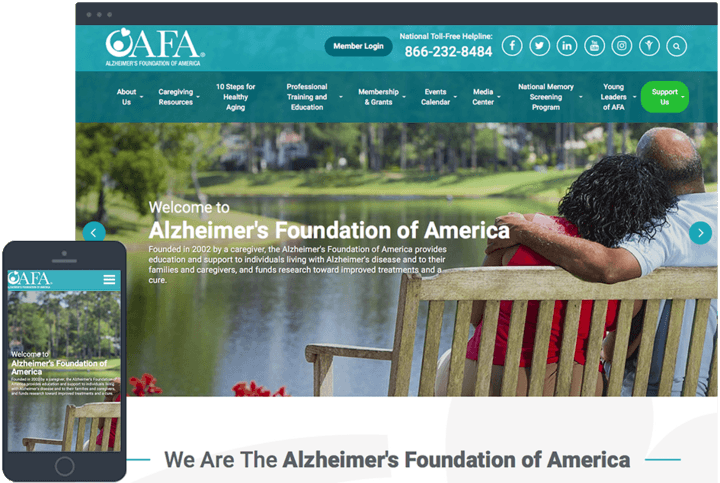 AFA®
ALZHEIMER'S FOUNDATION OF AMERICA
Member Login
National Toll-Free Helpline:
866-232-8484
About
Us
Caregiving
Resources
10 Steps for
Healthy
Aging
Professional
Training and
Education
Membership
& Grants
Events
Calendar
Media
Center
National Memory
Screening
Program
Young
Leaders
of AFA
Support
Us
Welcome to
Alzheimer's Foundation of America
Founded in 2002 by a caregiver, the Alzheimer's Foundation of America provides
education and support to individuals living with Alzheimer's disease and to their
families and caregivers, and funds research toward improved treatments and a
cure.
AFA®
ALZHEIMER'S FOUNDATION OF AMERICA
Welcome to
Alzheimer's Foundation of
America
Founded in 2002 by a caregiver, the Alzheimer's Foundation
of America provides education and support to individuals living
with Alzheimer's disease and to their families and caregivers,
and funds research toward improved treatments and a cure.
We Are The Alzheimer's Foundation of America